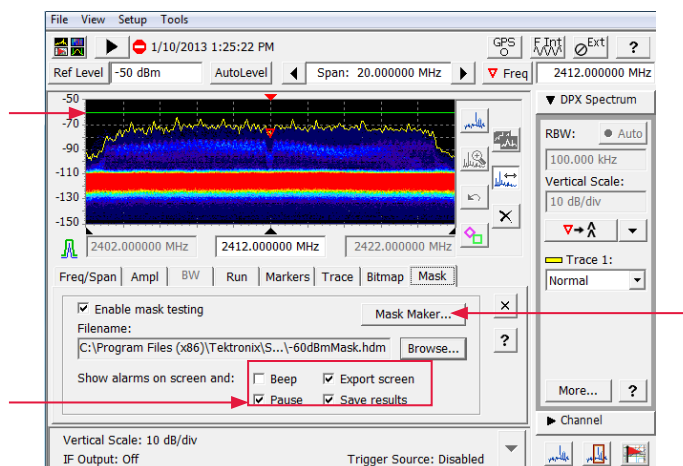 File View Setup Tools
1/10/2013 1:25:22 PM
GPS
F Int
Ext
?
Ref Level -50 dBm AutoLevel Span: 20.000000 MHz Freq 2412.000000 MHz
-50
-70
-90
-110
-130
-150
2402.000000 MHz 2412.000000 MHz 2422.000000 MHz
DPX Spectrum
RBW: Auto
100.000 kHz
Vertical Scale:
10 dB/div
Trace 1:
Normal
More... ?
Channel
Freq/Span Ampl BW Run Markers Trace Bitmap Mask
Enable mask testing
Mask Maker...
Filename:
C:\Program Files (x86)\Tektronix\S...\-60dBmMask.hdm Browse...
?
Show alarms on screen and: Beep Export screen
Pause Save results
Vertical Scale: 10 dB/div
IF Output: Off Trigger Source: Disabled